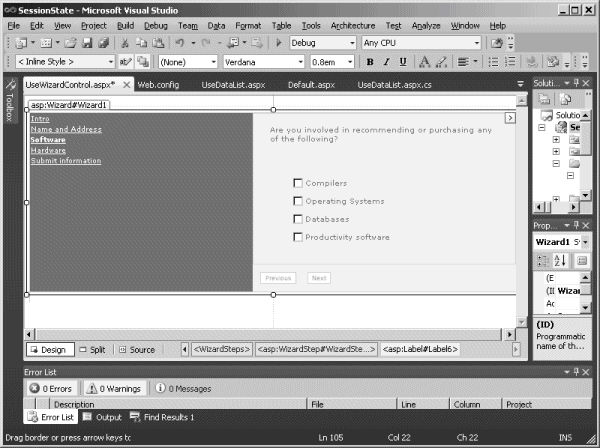 SessionState - Microsoft Visual Studio
File Edit View Project Build Debug Team Data Format Table Tools Architecture Test Analyze Window Help
Debug Any CPU
< Inline Style > (None) Verdana 0.8em B I U A
UseWizardControl.aspx* Web.config UseDataList.aspx Default.aspx UseDataList.aspx.cs
Toolbox
asp:Wizard#Wizard1
Intro
Name and Address
Software
Hardware
Submit information
Are you involved in recommending or purchasing any
of the following?
Compilers
Operating Systems
Databases
Productivity software
Previous Next
Design Split Source <WizardSteps> <asp:WizardStep#WizardSte...> <asp:Label#Label6>
Soluti...
Solutio
Se
Prop...
Wizard1 Sy
(E
(II Wizar
Ac
(ID)
Programmatic
name of th...
Error List
0 Errors 0 Warnings 0 Messages
Description File Line Column Project
Error List Output Find Results 1
Drag border or press arrow keys tc Ln 105 Col 22 Ch 22 INS